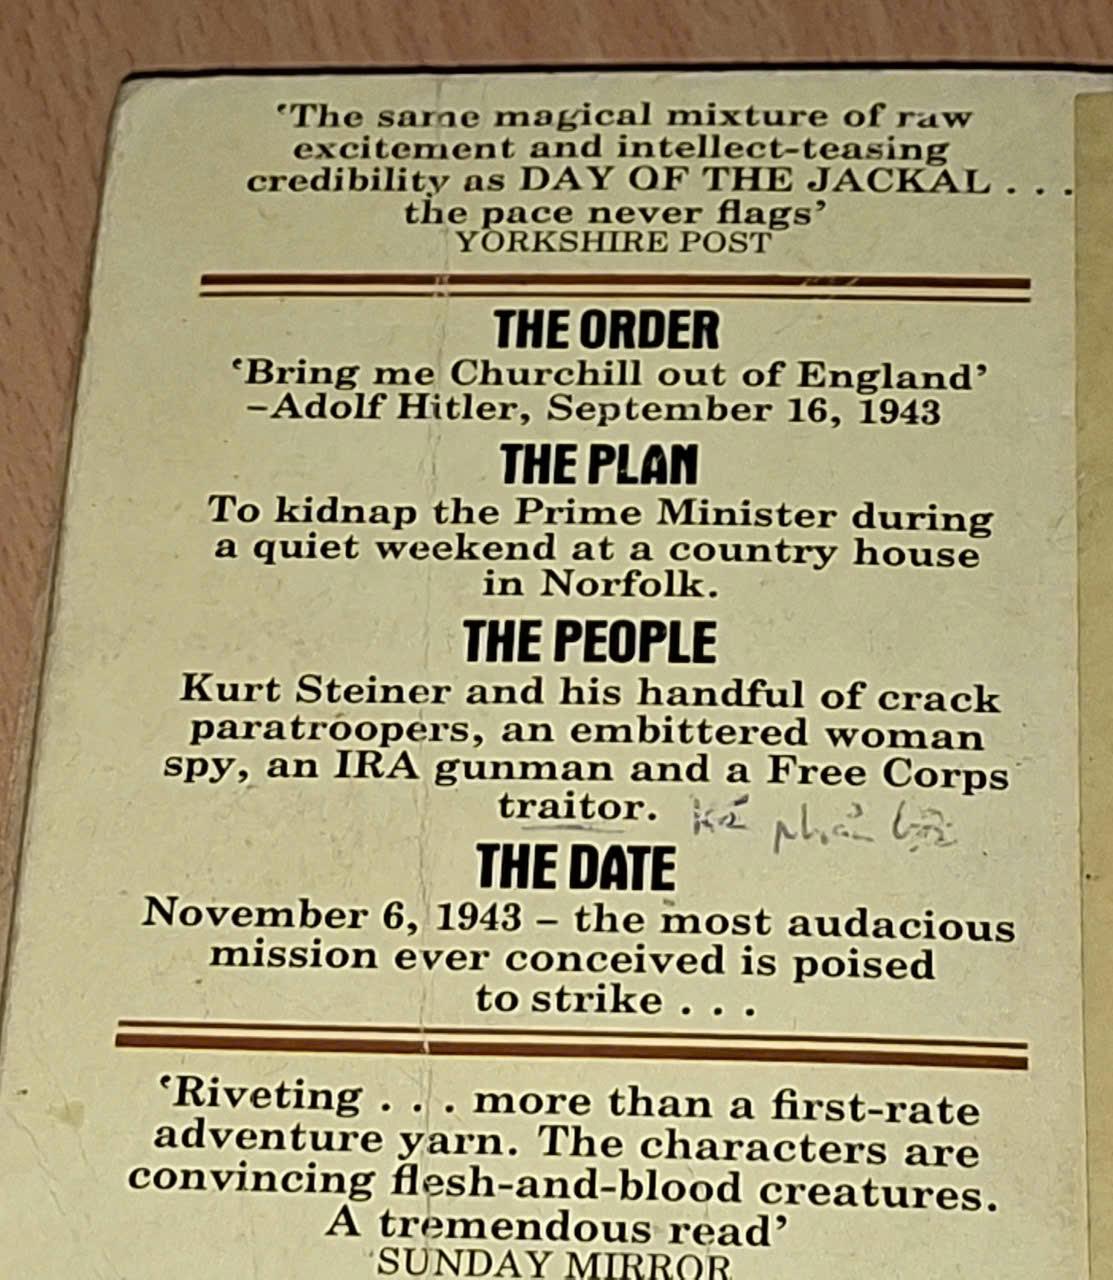 ‘The same magical mixture of raw
excitement and intellect-teasing
credibility as DAY OF THE JACKAL . . .
the pace never flags’
YORKSHIRE POST
THE ORDER
‘Bring me Churchill out of England’
–Adolf Hitler, September 16, 1943
THE PLAN
To kidnap the Prime Minister during
a quiet weekend at a country house
in Norfolk.
THE PEOPLE
Kurt Steiner and his handful of crack
paratroopers, an embittered woman
spy, an IRA gunman and a Free Corps
traitor. kẻ phản bội
THE DATE
November 6, 1943 – the most audacious
mission ever conceived is poised
to strike . . .
‘Riveting . . . more than a first-rate
adventure yarn. The characters are
convincing flesh-and-blood creatures.
A tremendous read’
SUNDAY MIRROR